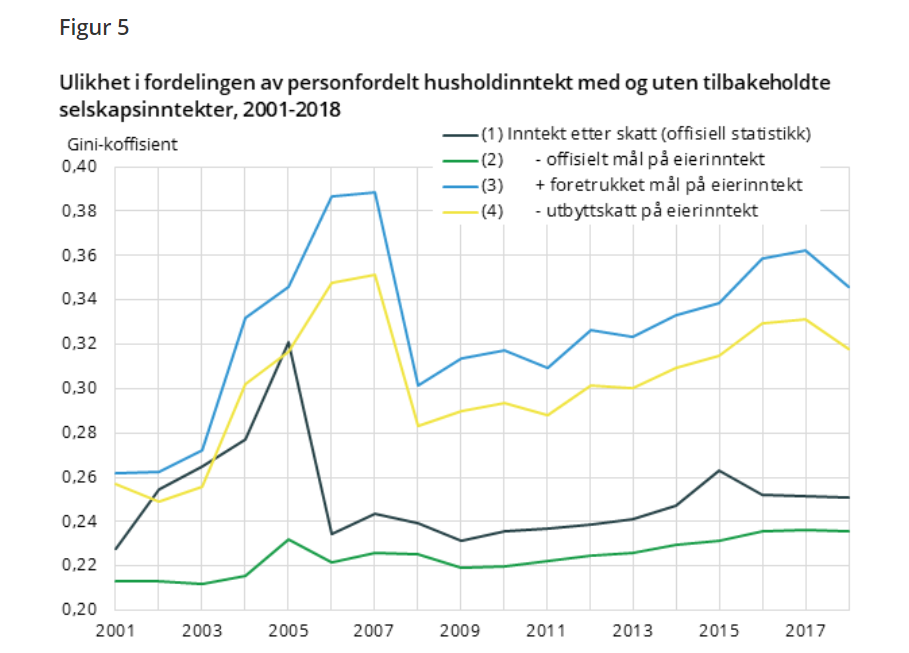 Figur 5
Ulikhet i fordelingen av personfordelt husholdinntekt med og uten tilbakeholdte
selskapsinntekter, 2001-2018
Gini-koffisient
(1) Inntekt etter skatt (offisiell statistikk)
(2) - offisielt mål på eierinntekt
(3) + foretrukket mål på eierinntekt
(4) - utbyttskatt på eierinntekt
0,40
0,38
0,36
0,34
0,32
0,30
0,28
0,26
0,24
0,22
0,20
2001 2003 2005 2007 2009 2011 2013 2015 2017